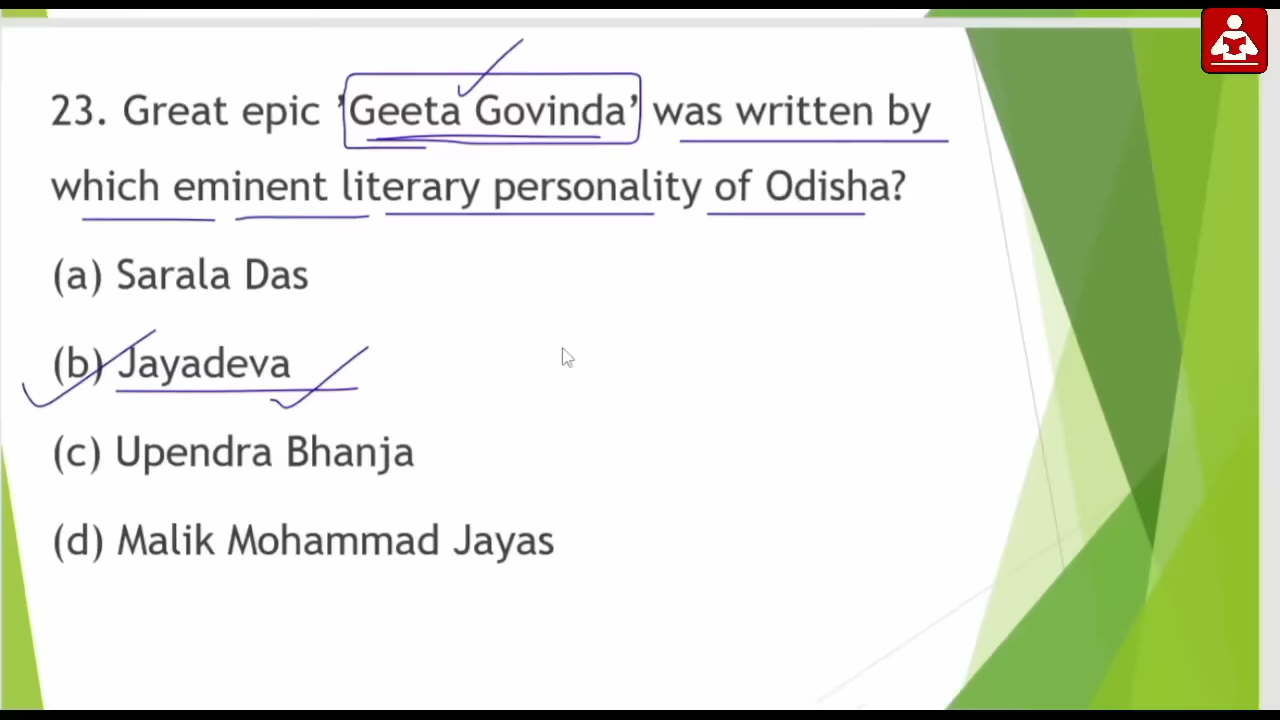 23. Great epic ’Geeta Govinda’ was written by
which eminent literary personality of Odisha?
(a) Sarala Das
(b) Jayadeva
(c) Upendra Bhanja
(d) Malik Mohammad Jayas